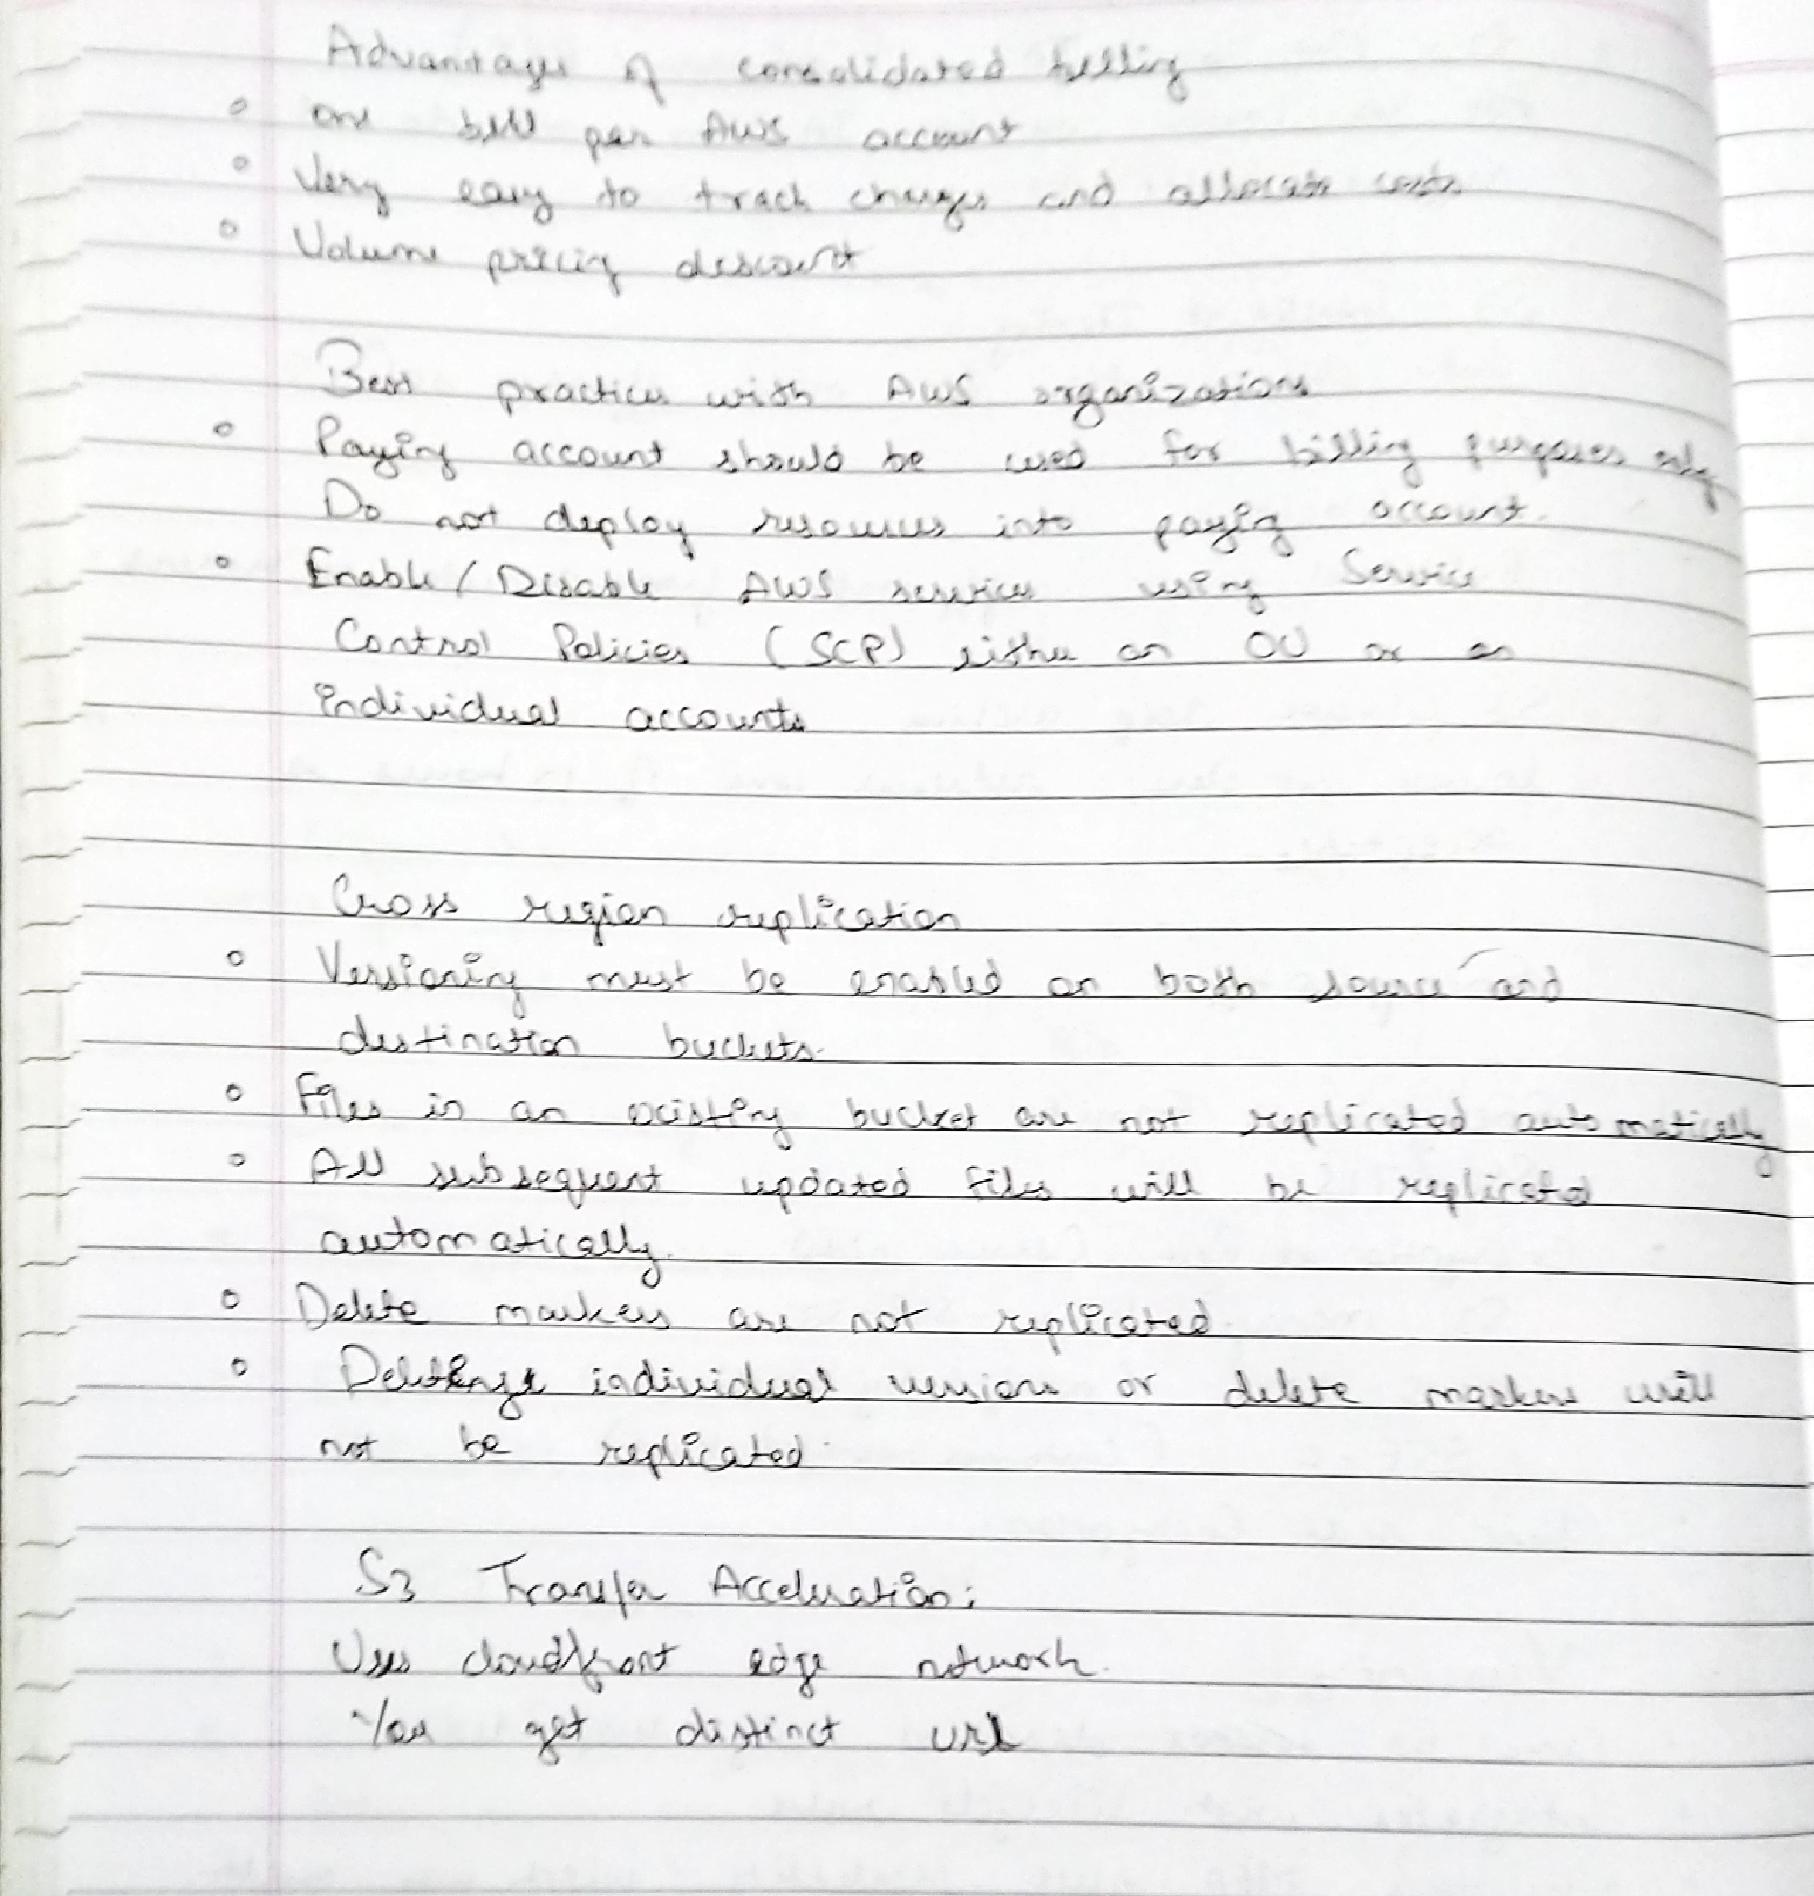 Advantages of consolidated billing
° one bill per AWS account
° Very easy to track charges and allocate costs
° Volume pricing descount
Best practices with AWS organizations
° Paying account should be used for billing purposes only
Do not deploy resources into paying account.
° Enable / Disable AWS services using Service
Control Policies (SCP) either on OU or on
individual accounts
Cross region replication
° Versioning must be enabled on both source and
destination buckets.
° Files in an existing bucket are not replicated automatically
° All subsequent updated files will be replicated
automatically.
° Delete markers are not replicated.
° Deleting individual versions or delete markers will
not be replicated.
S3 Transfer Acceleration:
Uses cloudfront edge network.
You get distinct url